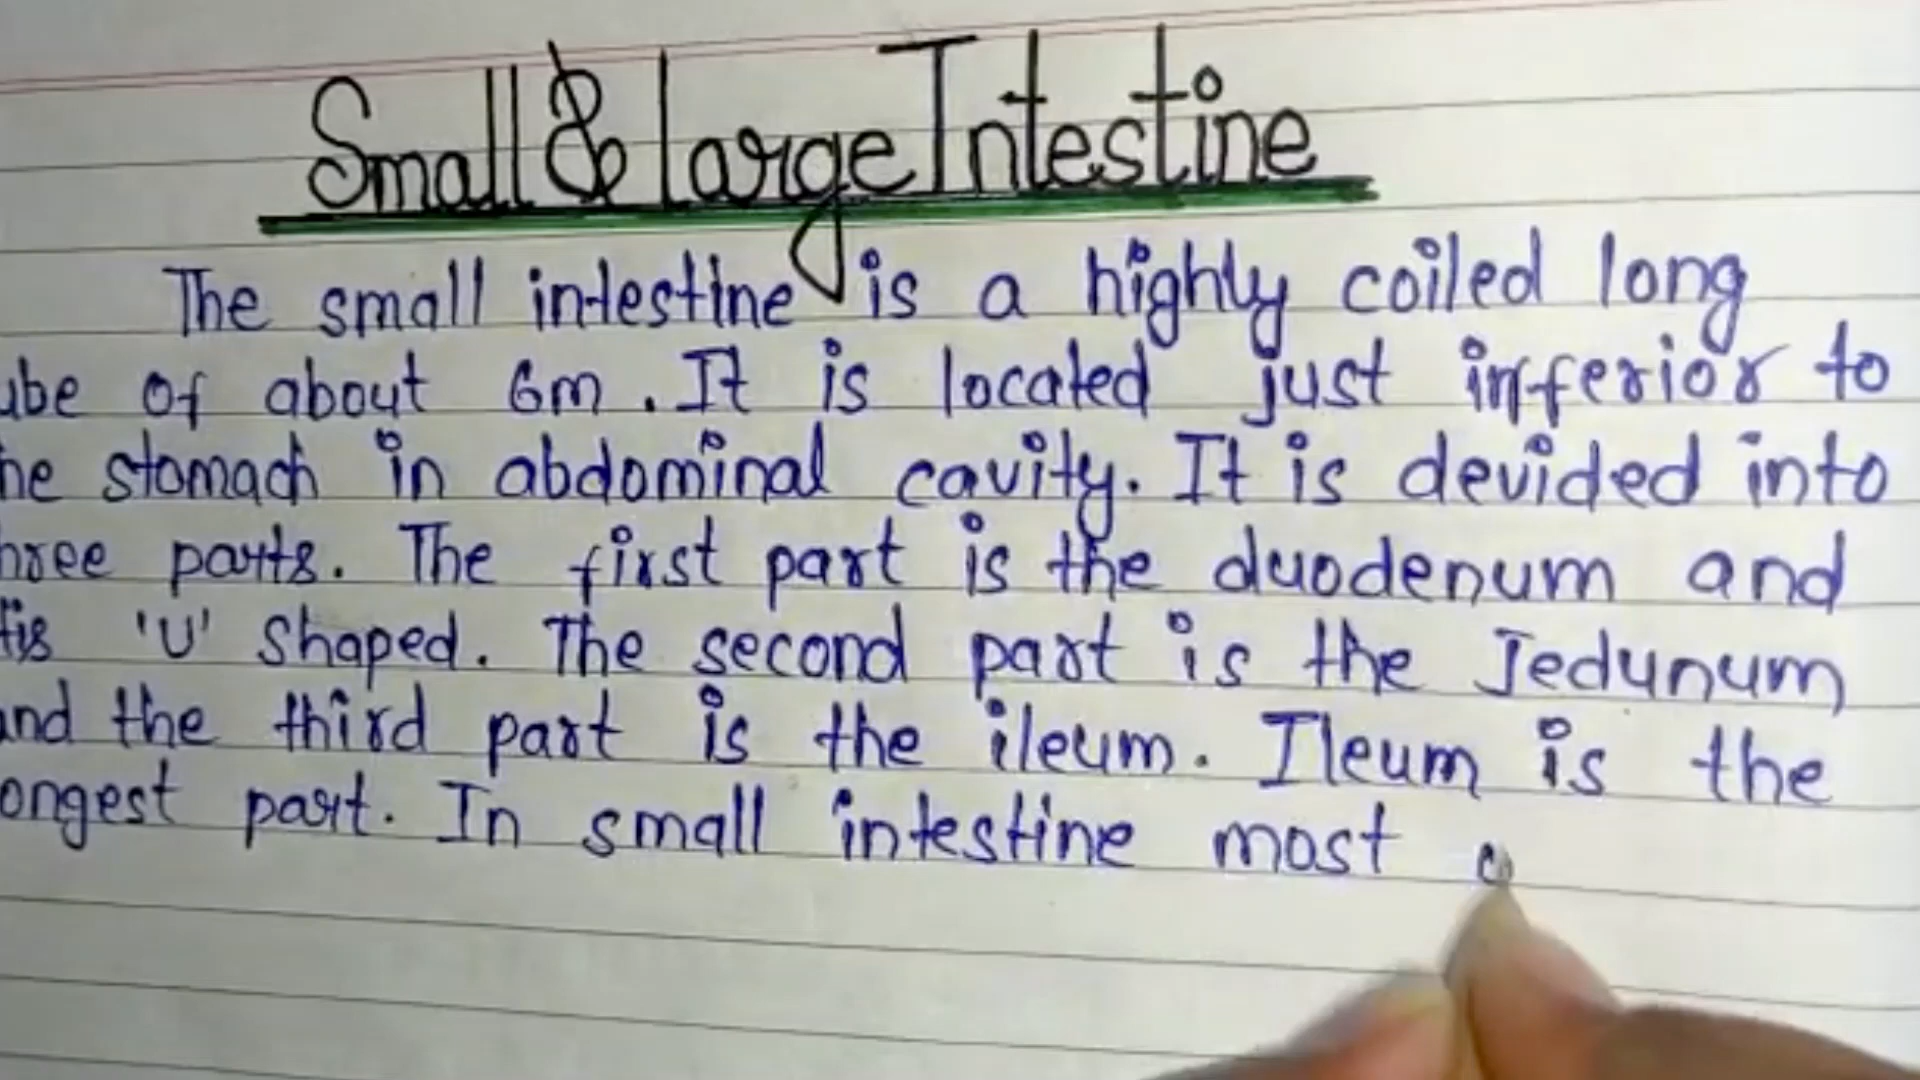 Small & large Intestine
The small intestine is a highly coiled long
ube of about 6m. It is located just inferior to
he stomach in abdominal cavity. It is devided into
hree parts. The first part is the duodenum and
tis 'U' shaped. The second part is the Jedunum
and the third part is the ileum. Ileum is the
ongest part. In small intestine most